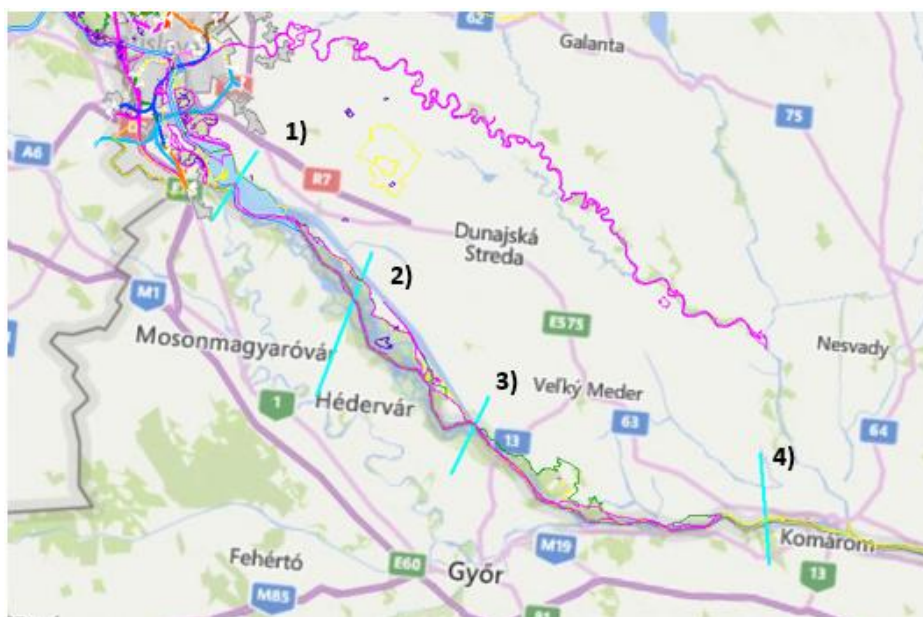 62
Galanta
75
A6
1)
R7
Dunajská
Streda
2)
M1
E575
Mosonmagyaróvár
Nesvady
3)
Veľký Meder
Hédervár
1
13
63
64
4)
M19
Komárom
Fehértó
E60
Győr
13
M85